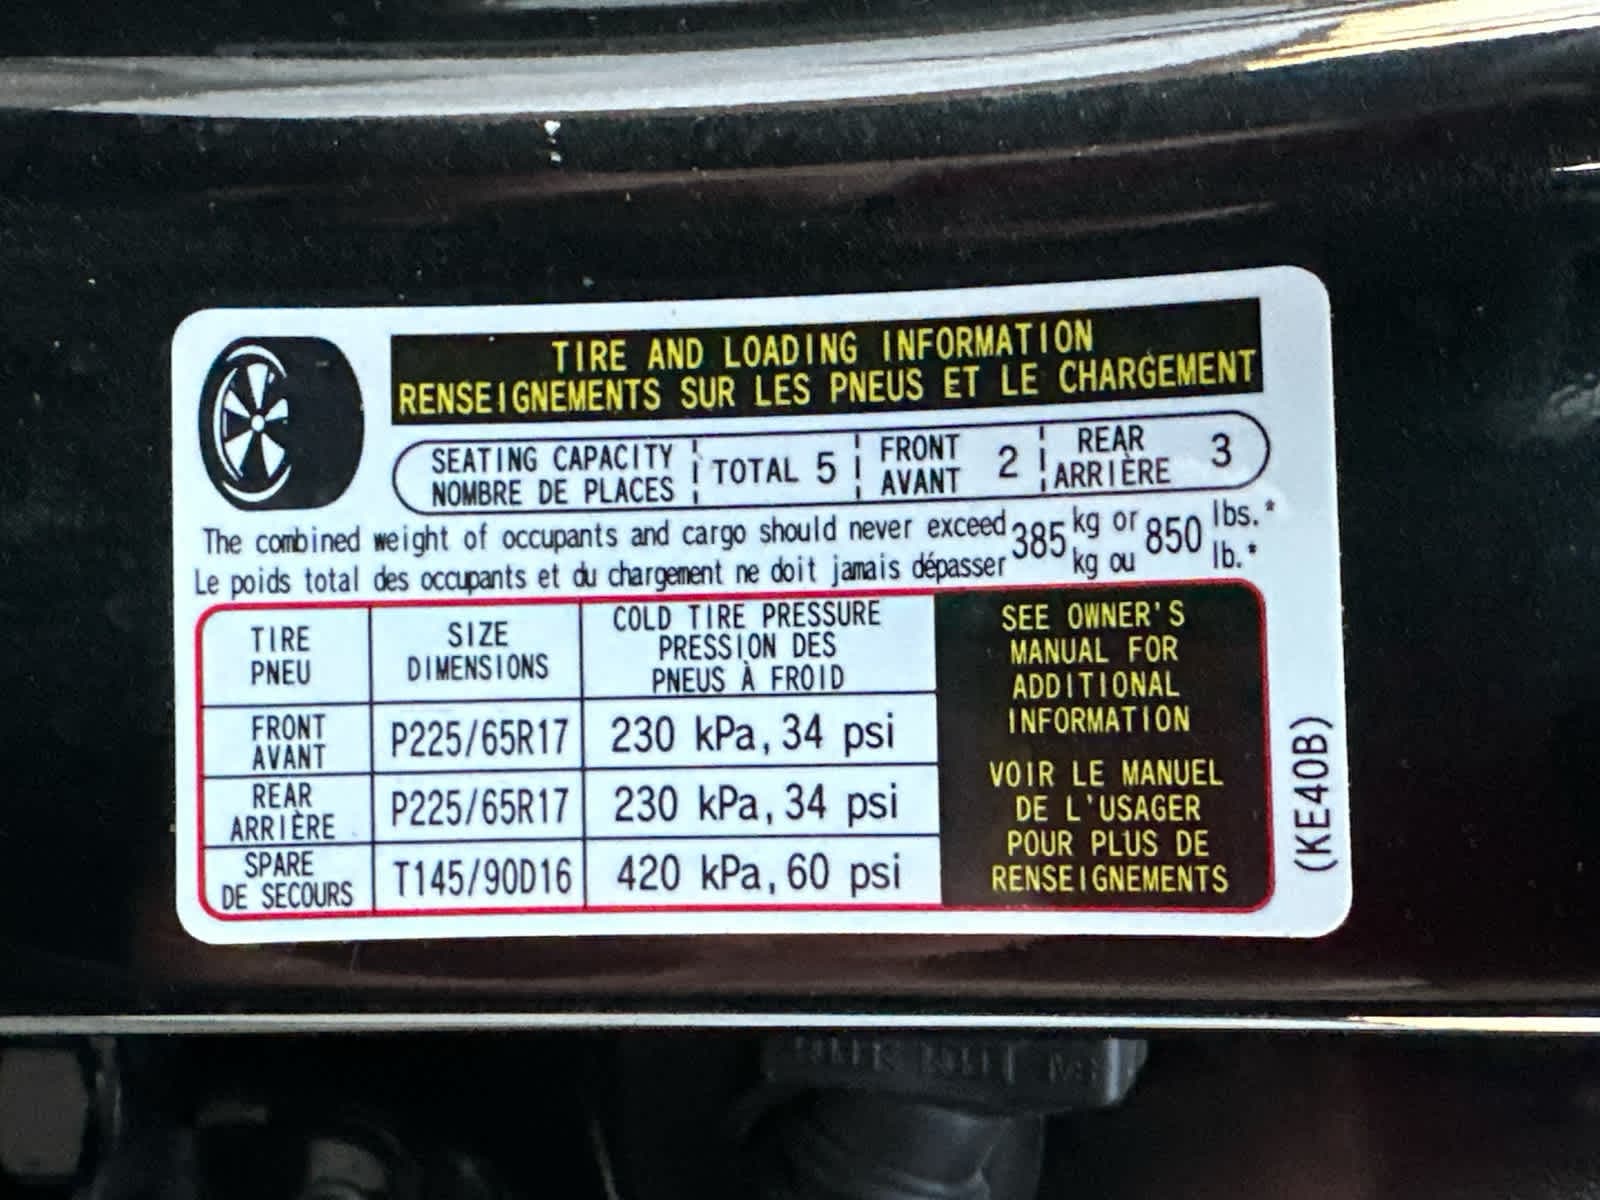 TIRE AND LOADING INFORMATION
RENSEIGNEMENTS SUR LES PNEUS ET LE CHARGEMENT
SEATING CAPACITY TOTAL 5 FRONT 2 REAR 3
NOMBRE DE PLACES AVANT ARRIÈRE
The combined weight of occupants and cargo should never exceed 385 kg or 850 lbs.*
Le poids total des occupants et du chargement ne doit jamais dépasser kg ou lb.*
TIRE
PNEU
SIZE
DIMENSIONS
COLD TIRE PRESSURE
PRESSION DES
PNEUS À FROID
FRONT
AVANT
P225/65R17
230 kPa, 34 psi
REAR
ARRIÈRE
P225/65R17
230 kPa, 34 psi
SPARE
DE SECOURS
T145/90D16
420 kPa, 60 psi
SEE OWNER'S
MANUAL FOR
ADDITIONAL
INFORMATION
VOIR LE MANUEL
DE L'USAGER
POUR PLUS DE
RENSEIGNEMENTS
(KE40B)